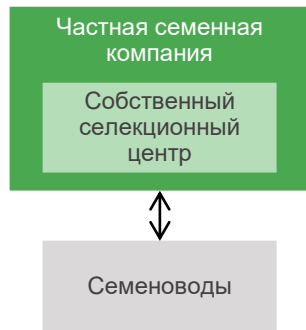 Частная семенная
компания
Собственный
селекционный
центр
Семеноводы